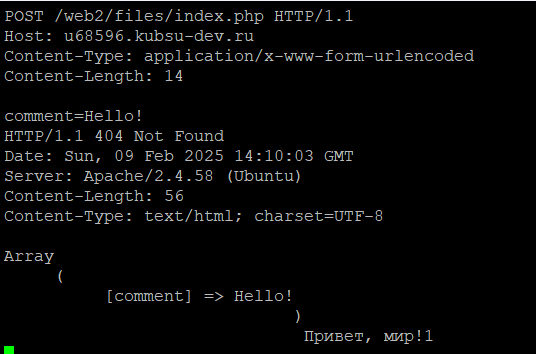 POST /web2/files/index.php HTTP/1.1
Host: u68596.kubsu-dev.ru
Content-Type: application/x-www-form-urlencoded
Content-Length: 14

comment=Hello!
HTTP/1.1 404 Not Found
Date: Sun, 09 Feb 2025 14:10:03 GMT
Server: Apache/2.4.58 (Ubuntu)
Content-Length: 56
Content-Type: text/html; charset=UTF-8

Array
(
[comment] => Hello!
)
Привет, мир!1